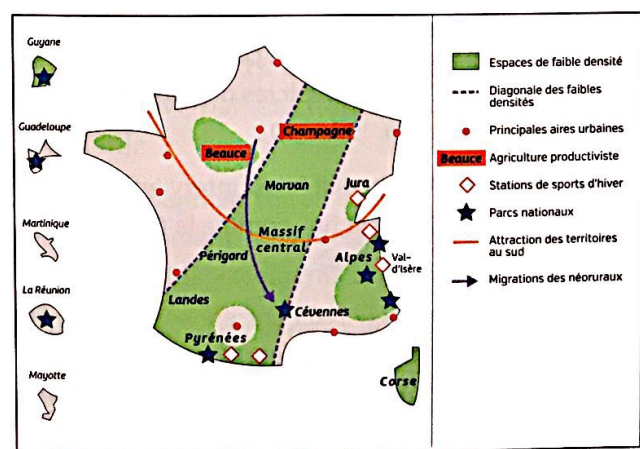 Guyane
Guadeloupe
Martinique
La Réunion
Mayotte
Beauce
Champagne
Morvan
Jura
Massif
central
Périgord
Alpes
Val-
d'Isère
Landes
Cévennes
Pyrénées
Corse
Espaces de faible densité
Diagonale des faibles
densités
Principales aires urbaines
Beauce Agriculture productiviste
Stations de sports d'hiver
Parcs nationaux
Attraction des territoires
au sud
Migrations des néoruraux